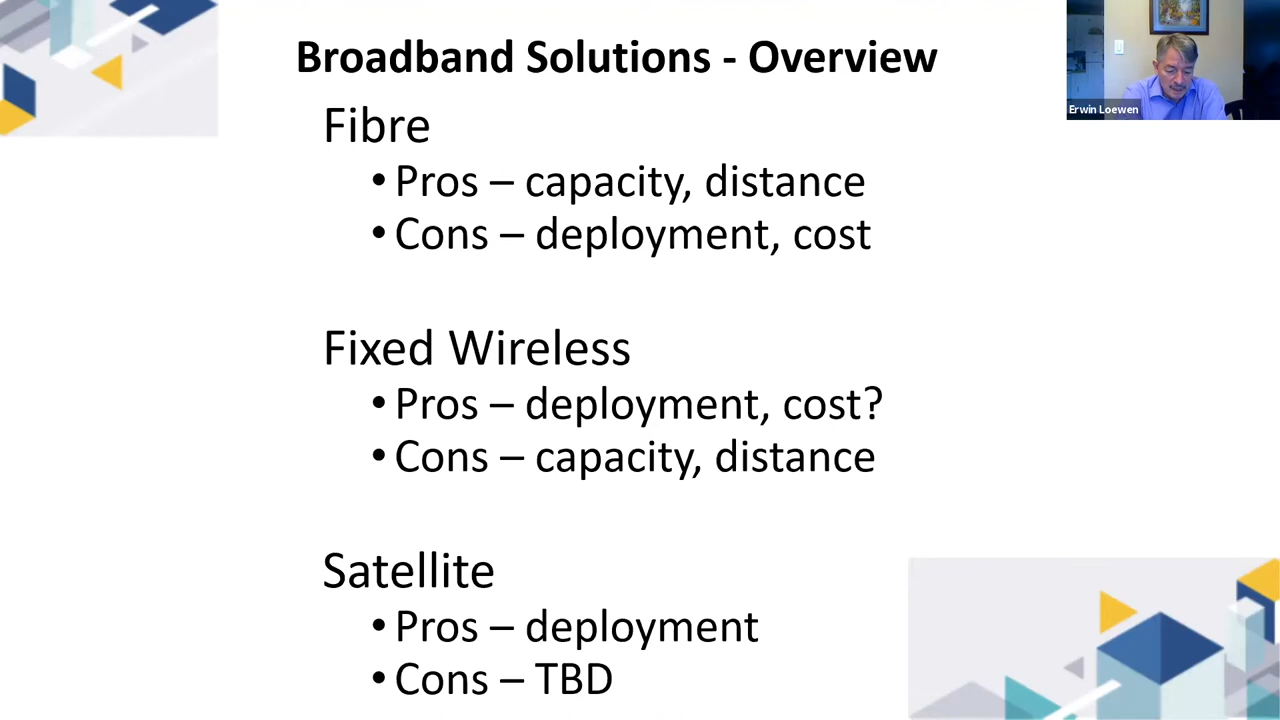 Broadband Solutions - Overview
Erwin Loewen
Fibre
• Pros – capacity, distance
• Cons – deployment, cost
Fixed Wireless
• Pros – deployment, cost?
• Cons – capacity, distance
Satellite
• Pros – deployment
• Cons – TBD